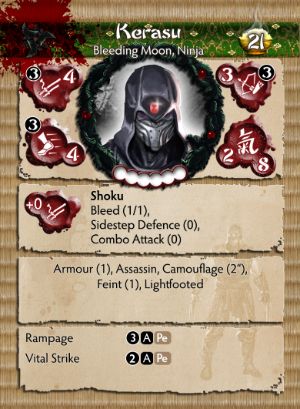 Kerasu
Bleeding Moon, Ninja
21
3 4
3 3
3 4
氣
2 8
+0
Shoku
Bleed (1/1),
Sidestep Defence (0),
Combo Attack (0)
Armour (1), Assassin, Camouflage (2"),
Feint (1), Lightfooted
Rampage 3 A Pe
Vital Strike 2 A Pe